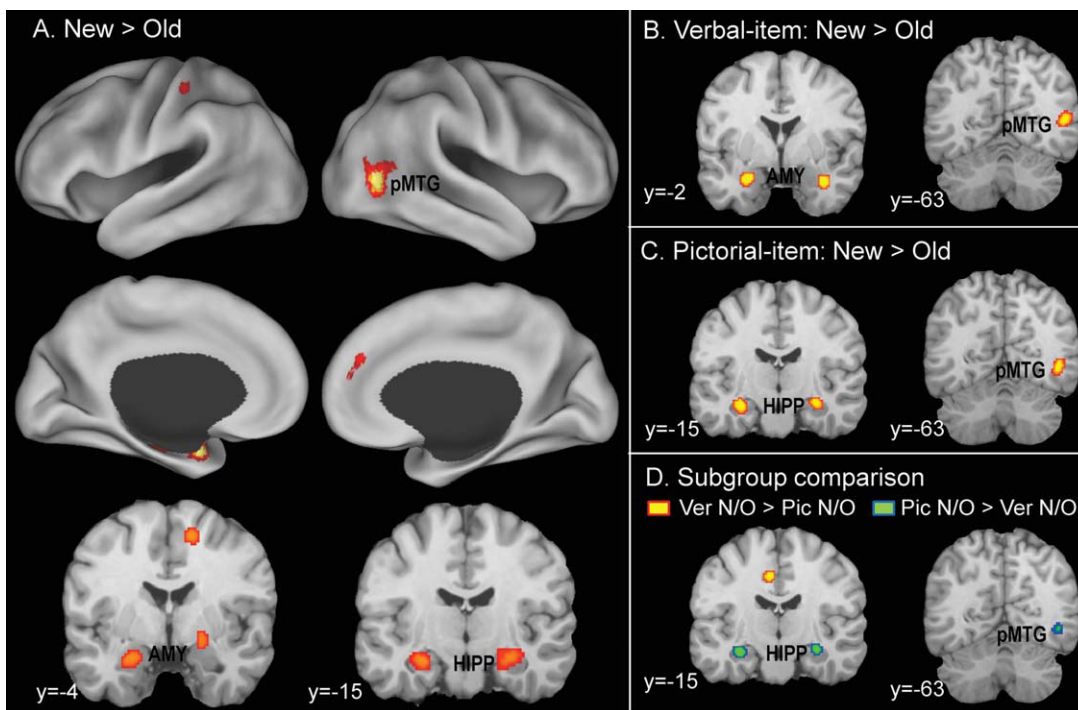 A. New > Old
pMTG
AMY
y=-4
HIPP
y=-15
B. Verbal-item: New > Old
AMY
y=-2
pMTG
y=-63
C. Pictorial-item: New > Old
HIPP
y=-15
pMTG
y=-63
D. Subgroup comparison
Ver N/O > Pic N/O Pic N/O > Ver N/O
HIPP
y=-15
pMTG
y=-63